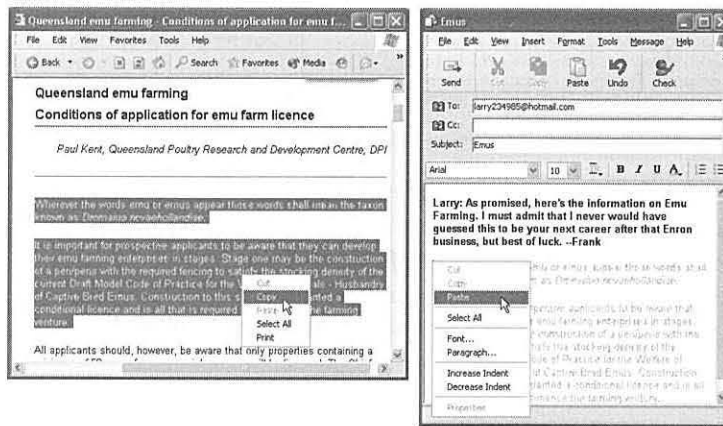 Queensland emu farming - Conditions of application for emu f...
File Edit View Favorites Tools Help
Back Search Favorites Media
Queensland emu farming
Conditions of application for emu farm licence
Paul Kent, Queensland Poultry Research and Development Centre, DPI
Wherever the words emu or emus appear those words shall mean the taxon
known as
It is important for prospective applicants to be aware that they can develop
their emu farming enterprises in stages. Stage one may be the construction
of a pen/pens with the required fencing to satisfy the stocking density of the
current Draft Model Code of Practice for the als - Husbandry
of Captive Bred Emus. Construction to this s nted a
conditional licence and is all that is required the farming
venture.
Cut
Copy
Paste
Select All
Print
All applicants should, however, be aware that only properties containing a
Emus
File Edit View Insert Format Tools Message Help
Send Cut Copy Paste Undo Check
To: larry234985@hotmail.com
Cc:
Subject: Emus
Arial 10 B I U A
Larry: As promised, here's the information on Emu
Farming. I must admit that I never would have
guessed this to be your next career after that Enron
business, but best of luck. --Frank
Cut
Copy
Paste
Select All
Font...
Paragraph...
Increase Indent
Decrease Indent
Properties